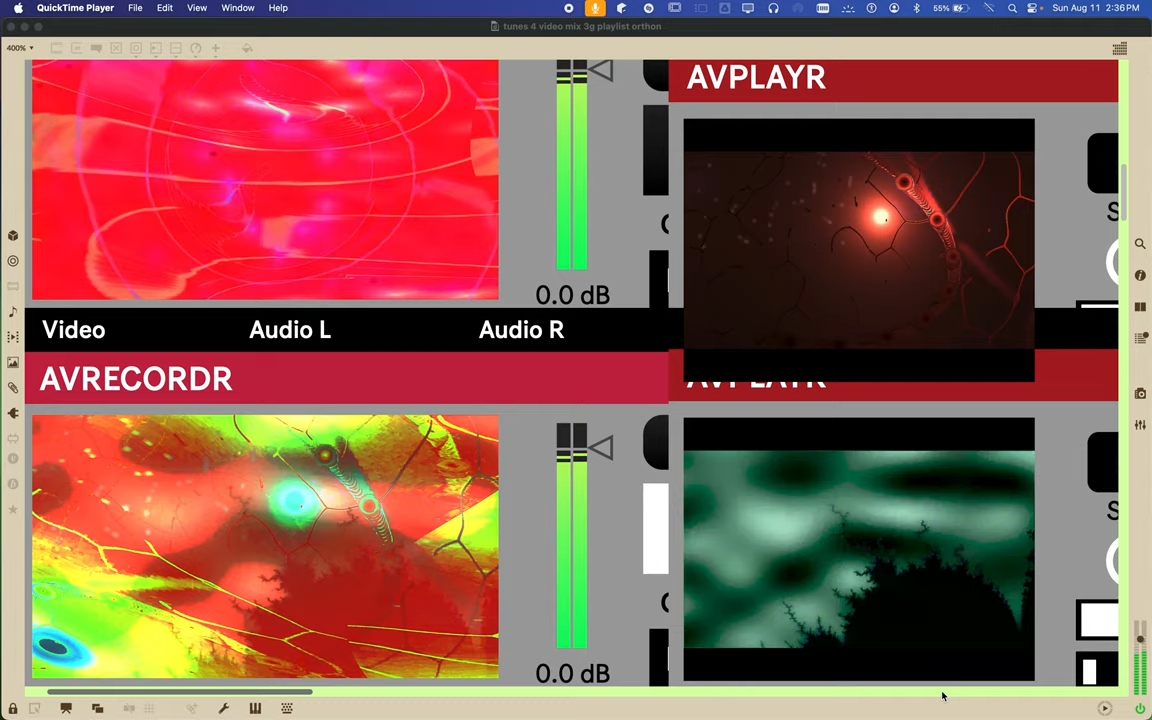 QuickTime Player File Edit View Window Help 55% Sun Aug 11 2:36 PM
tunes 4 video mix 3g playlist orthon
400%
AVPLAYR
0.0 dB
Video Audio L Audio R
AVRECORDR
0.0 dB